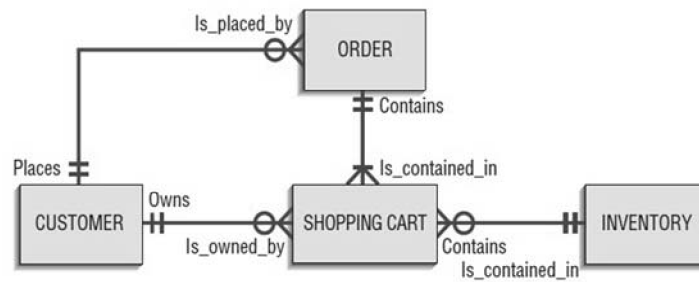 Is_placed_by
ORDER
Contains
Places
Is_contained_in
Owns
CUSTOMER
SHOPPING CART
INVENTORY
Is_owned_by
Contains
Is_contained_in